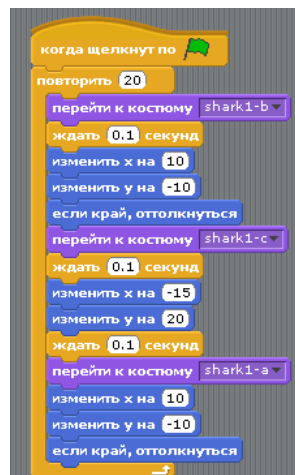 когда щелкнут по
повторить 20
перейти к костюму shark1-b
ждать 0.1 секунд
изменить х на 10
изменить у на -10
если край, оттолкнуться
перейти к костюму shark1-c
ждать 0.1 секунд
изменить х на -15
изменить у на 20
ждать 0.1 секунд
перейти к костюму shark1-a
изменить х на 10
изменить у на -10
если край, оттолкнуться